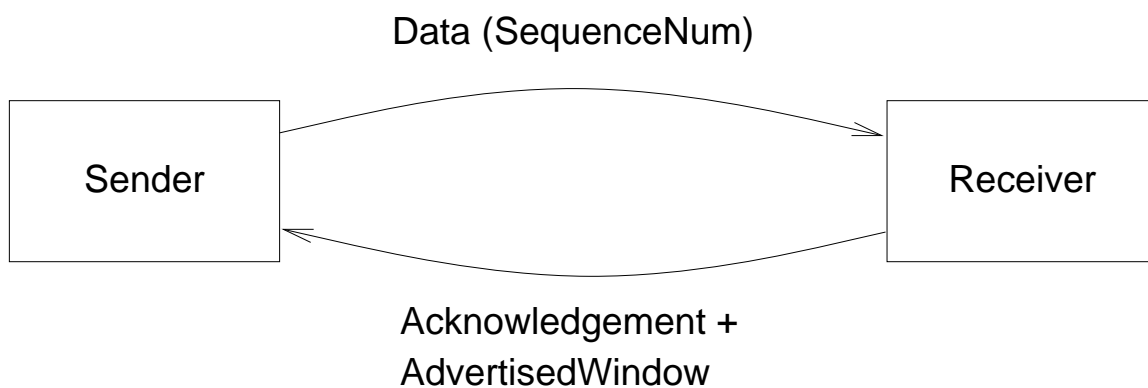 Data (SequenceNum)
Sender
Receiver
Acknowledgement +
AdvertisedWindow